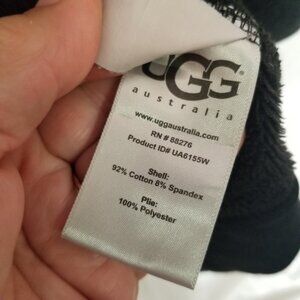 UGG
australia
www.uggaustralia.com
RN # 88276
Product ID# UA6155W
Shell:
92% Cotton 8% Spandex
Pile:
100% Polyester